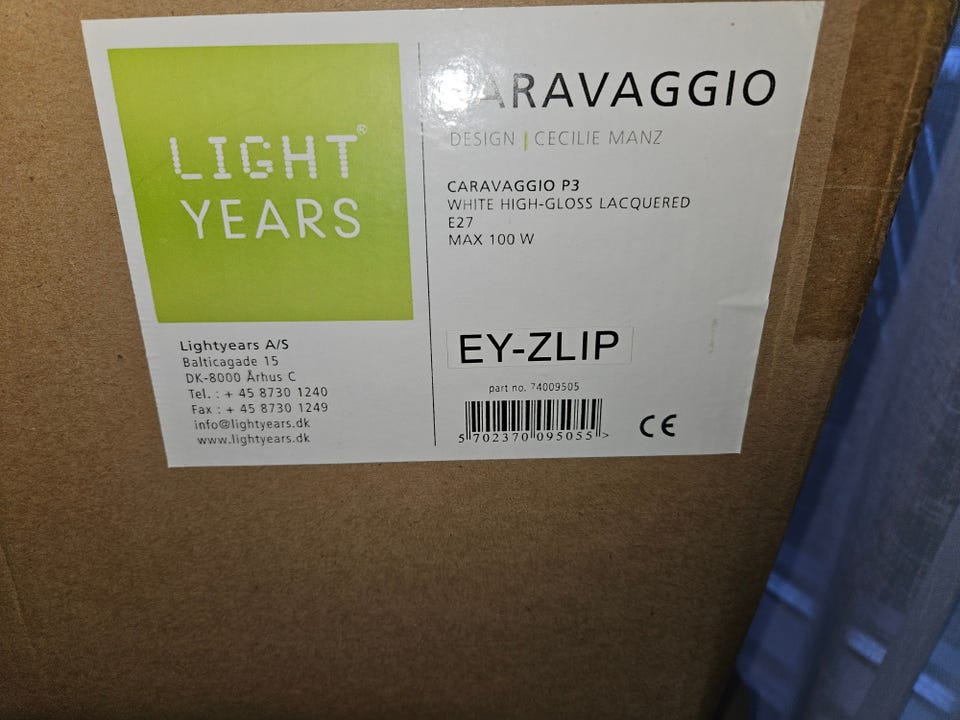 LIGHT®
YEARS
Lightyears A/S
Balticagade 15
DK-8000 Århus C
Tel. : + 45 8730 1240
Fax : + 45 8730 1249
info@lightyears.dk
www.lightyears.dk
CARAVAGGIO
DESIGN | CECILIE MANZ
CARAVAGGIO P3
WHITE HIGH-GLOSS LACQUERED
E27
MAX 100 W
EY-ZLIP
part no. 74009505
5 702370 095055 >
CE